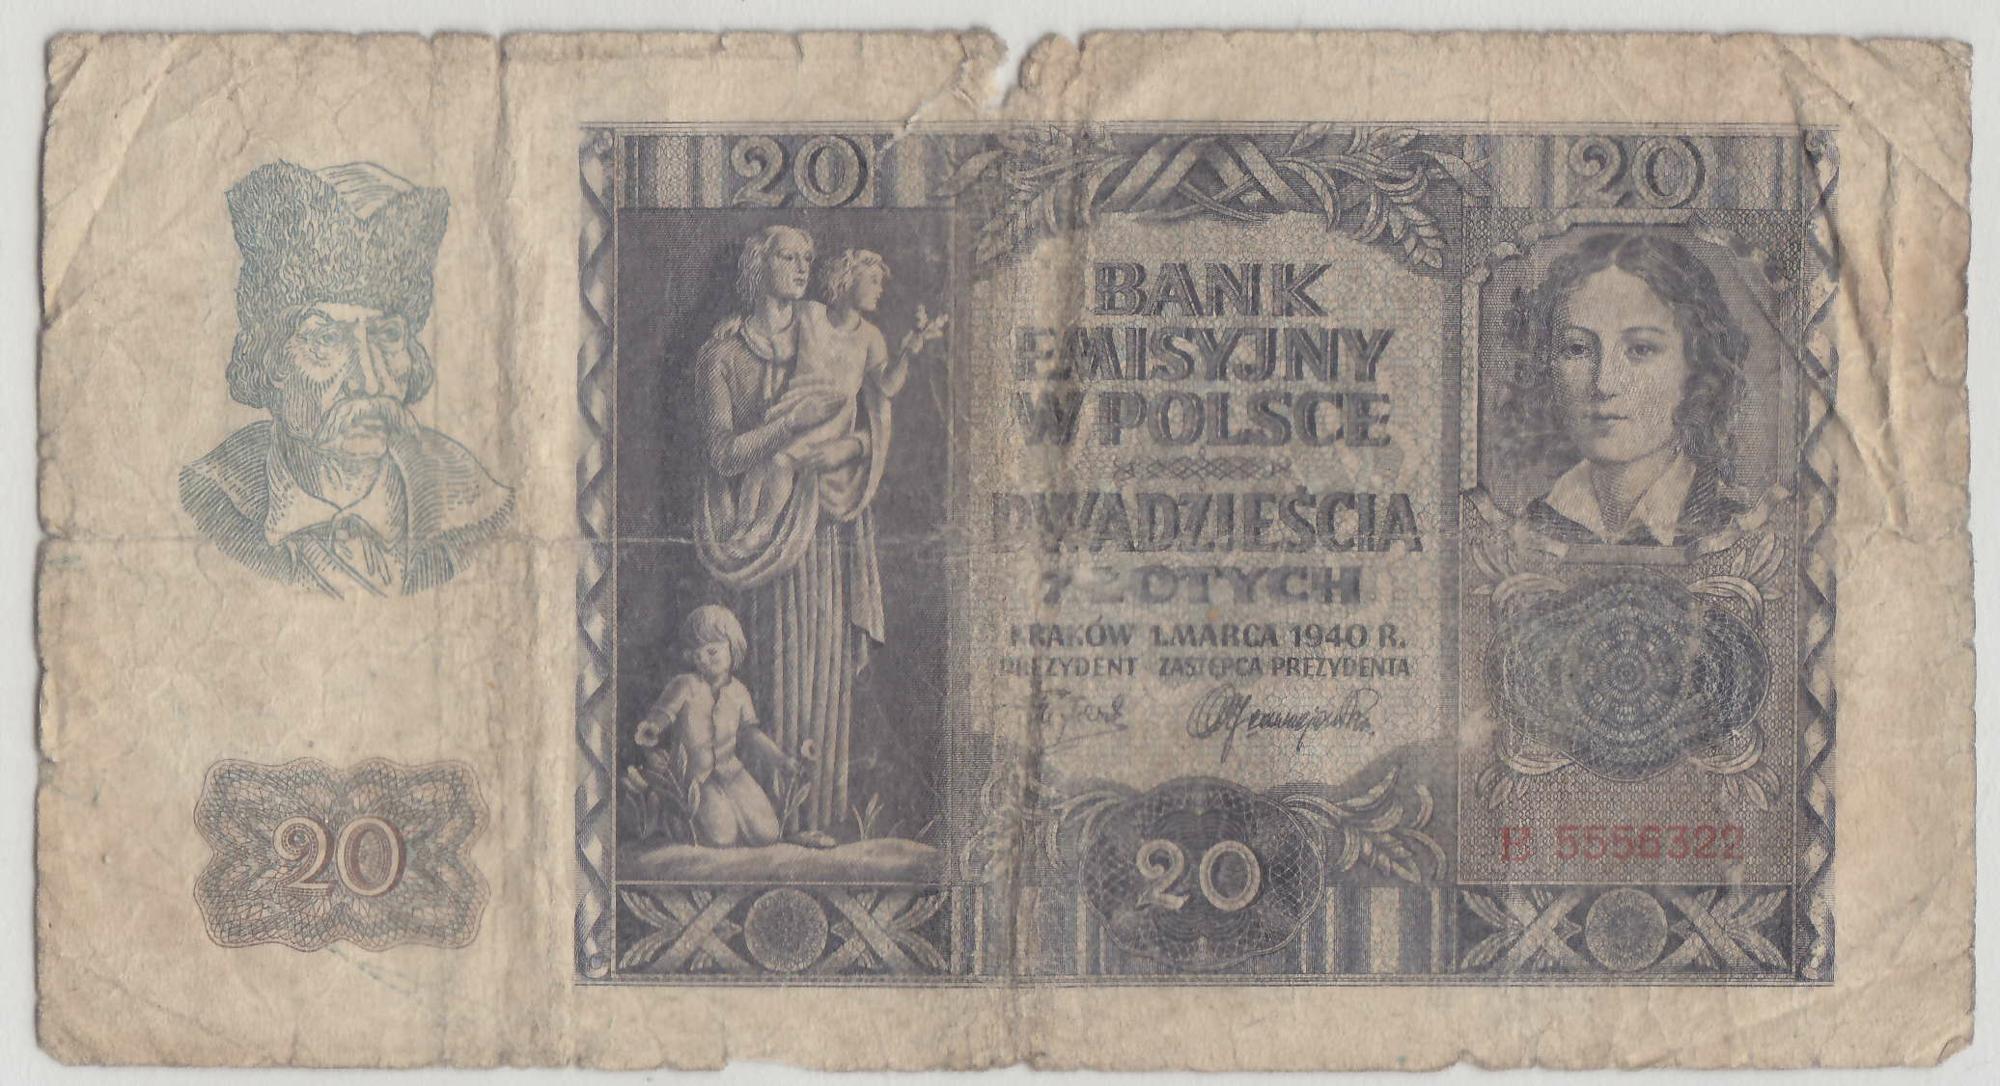 20
20
BANK
EMISYJNY
W POLSCE
DWADZIEŚCIA
ZŁOTYCH
KRAKÓW 1.MARCA 1940 R.
PREZYDENT ZASTĘPCA PREZYDENTA
H 5556322
20
20